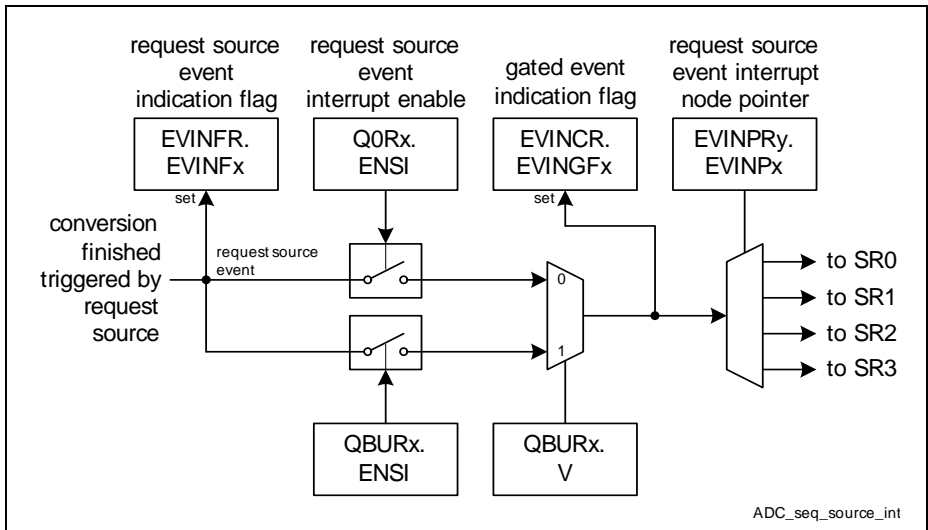 request source
event
indication flag
request source
event
interrupt enable
gated event
indication flag
request source
event interrupt
node pointer
EVINFR.
EVINFx
Q0Rx.
ENSI
EVINCR.
EVINGFx
EVINPRy.
EVINPx
set
set
conversion
finished
triggered by
request
source
request source
event
0
1
to SR0
to SR1
to SR2
to SR3
QBURx.
ENSI
QBURx.
V
ADC_seq_source_int